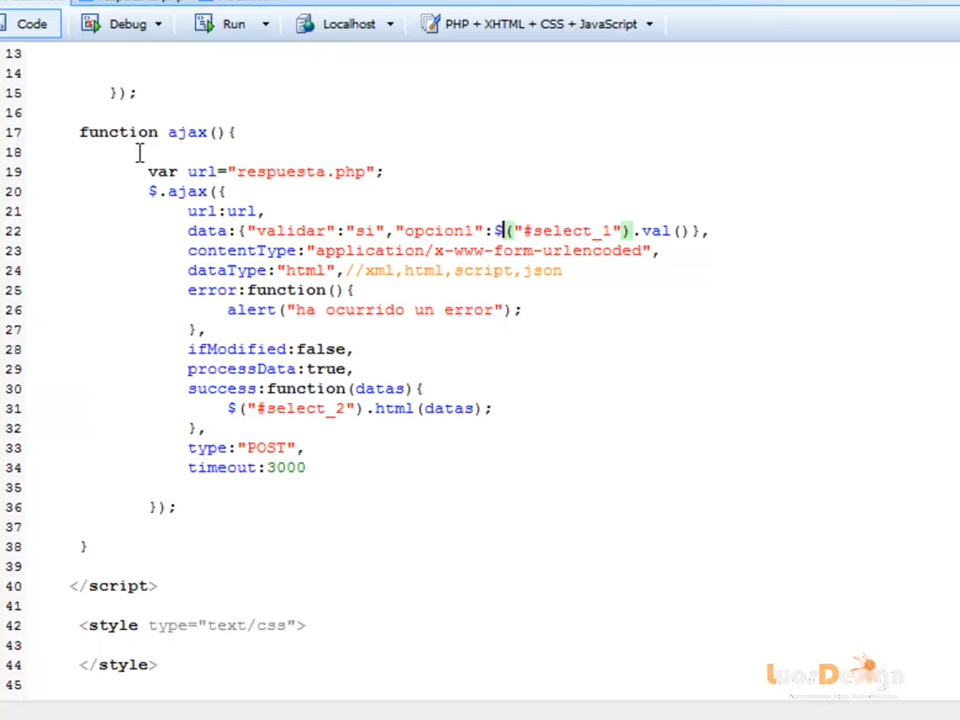 Code Debug Run Localhost PHP + XHTML + CSS + JavaScript
13
14
15 });
16
17 function ajax(){
18
19 var url="respuesta.php";
20 $.ajax({
21 url:url,
22 data:{"validar":"si","opcion1":$("#select_1").val()},
23 contentType:"application/x-www-form-urlencoded",
24 dataType:"html",//xml,html,script,json
25 error:function(){
26 alert("ha ocurrido un error");
27 },
28 ifModified:false,
29 processData:true,
30 success:function(datas){
31 $("#select_2").html(datas);
32 },
33 type:"POST",
34 timeout:3000
35
36 });
37
38 }
39
40 </script>
41
42 <style type="text/css">
43
44 </style>
45
LuosDesign